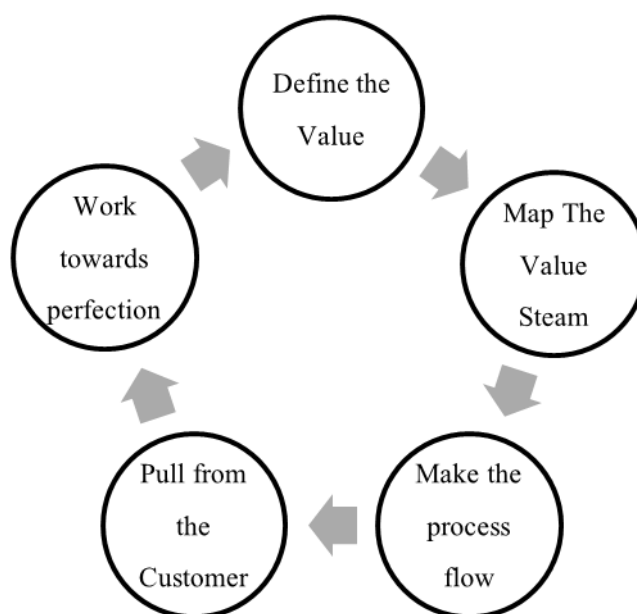 Define the
Value
Map The
Value
Steam
Make the
process
flow
Pull from
the
Customer
Work
towards
perfection